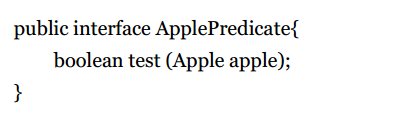 public interface ApplePredicate{
boolean test (Apple apple);
}